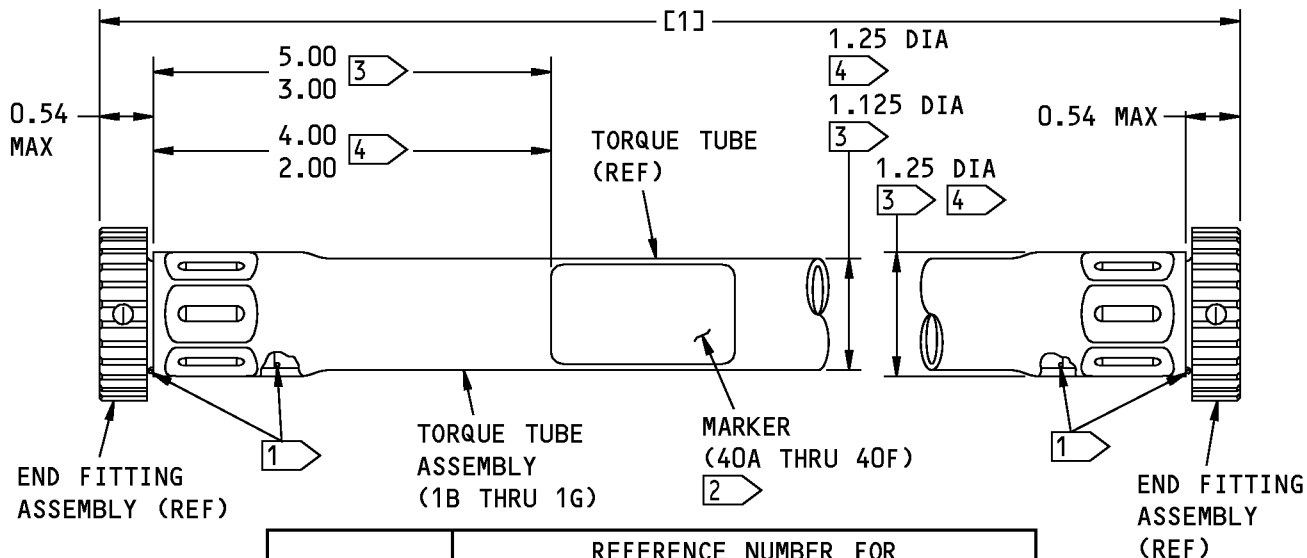 [1]
5.00
3.00
3
1.25 DIA
4
0.54
MAX
4.00
2.00
4
1.125 DIA
3
0.54 MAX
TORQUE TUBE
(REF)
1.25 DIA
3 4
1
TORQUE TUBE
ASSEMBLY
(1B THRU 1G)
MARKER
(40A THRU 40F)
2
1
END FITTING
ASSEMBLY (REF)
END FITTING
ASSEMBLY
(REF)
REFERENCE NUMBER FOR